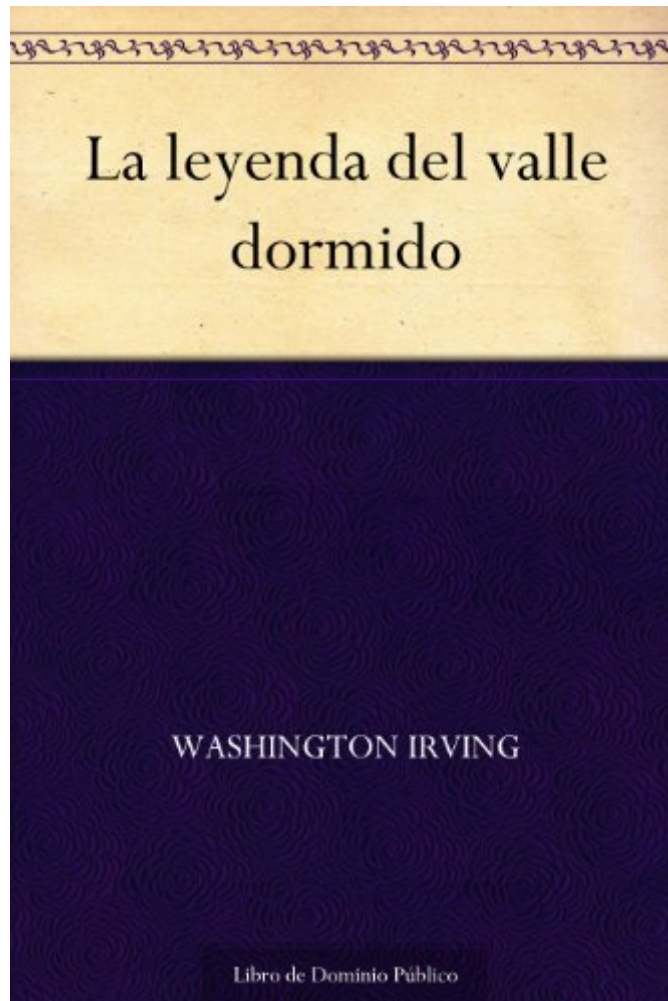 La leyenda del valle
dormido
WASHINGTON IRVING
Libro de Dominio Público